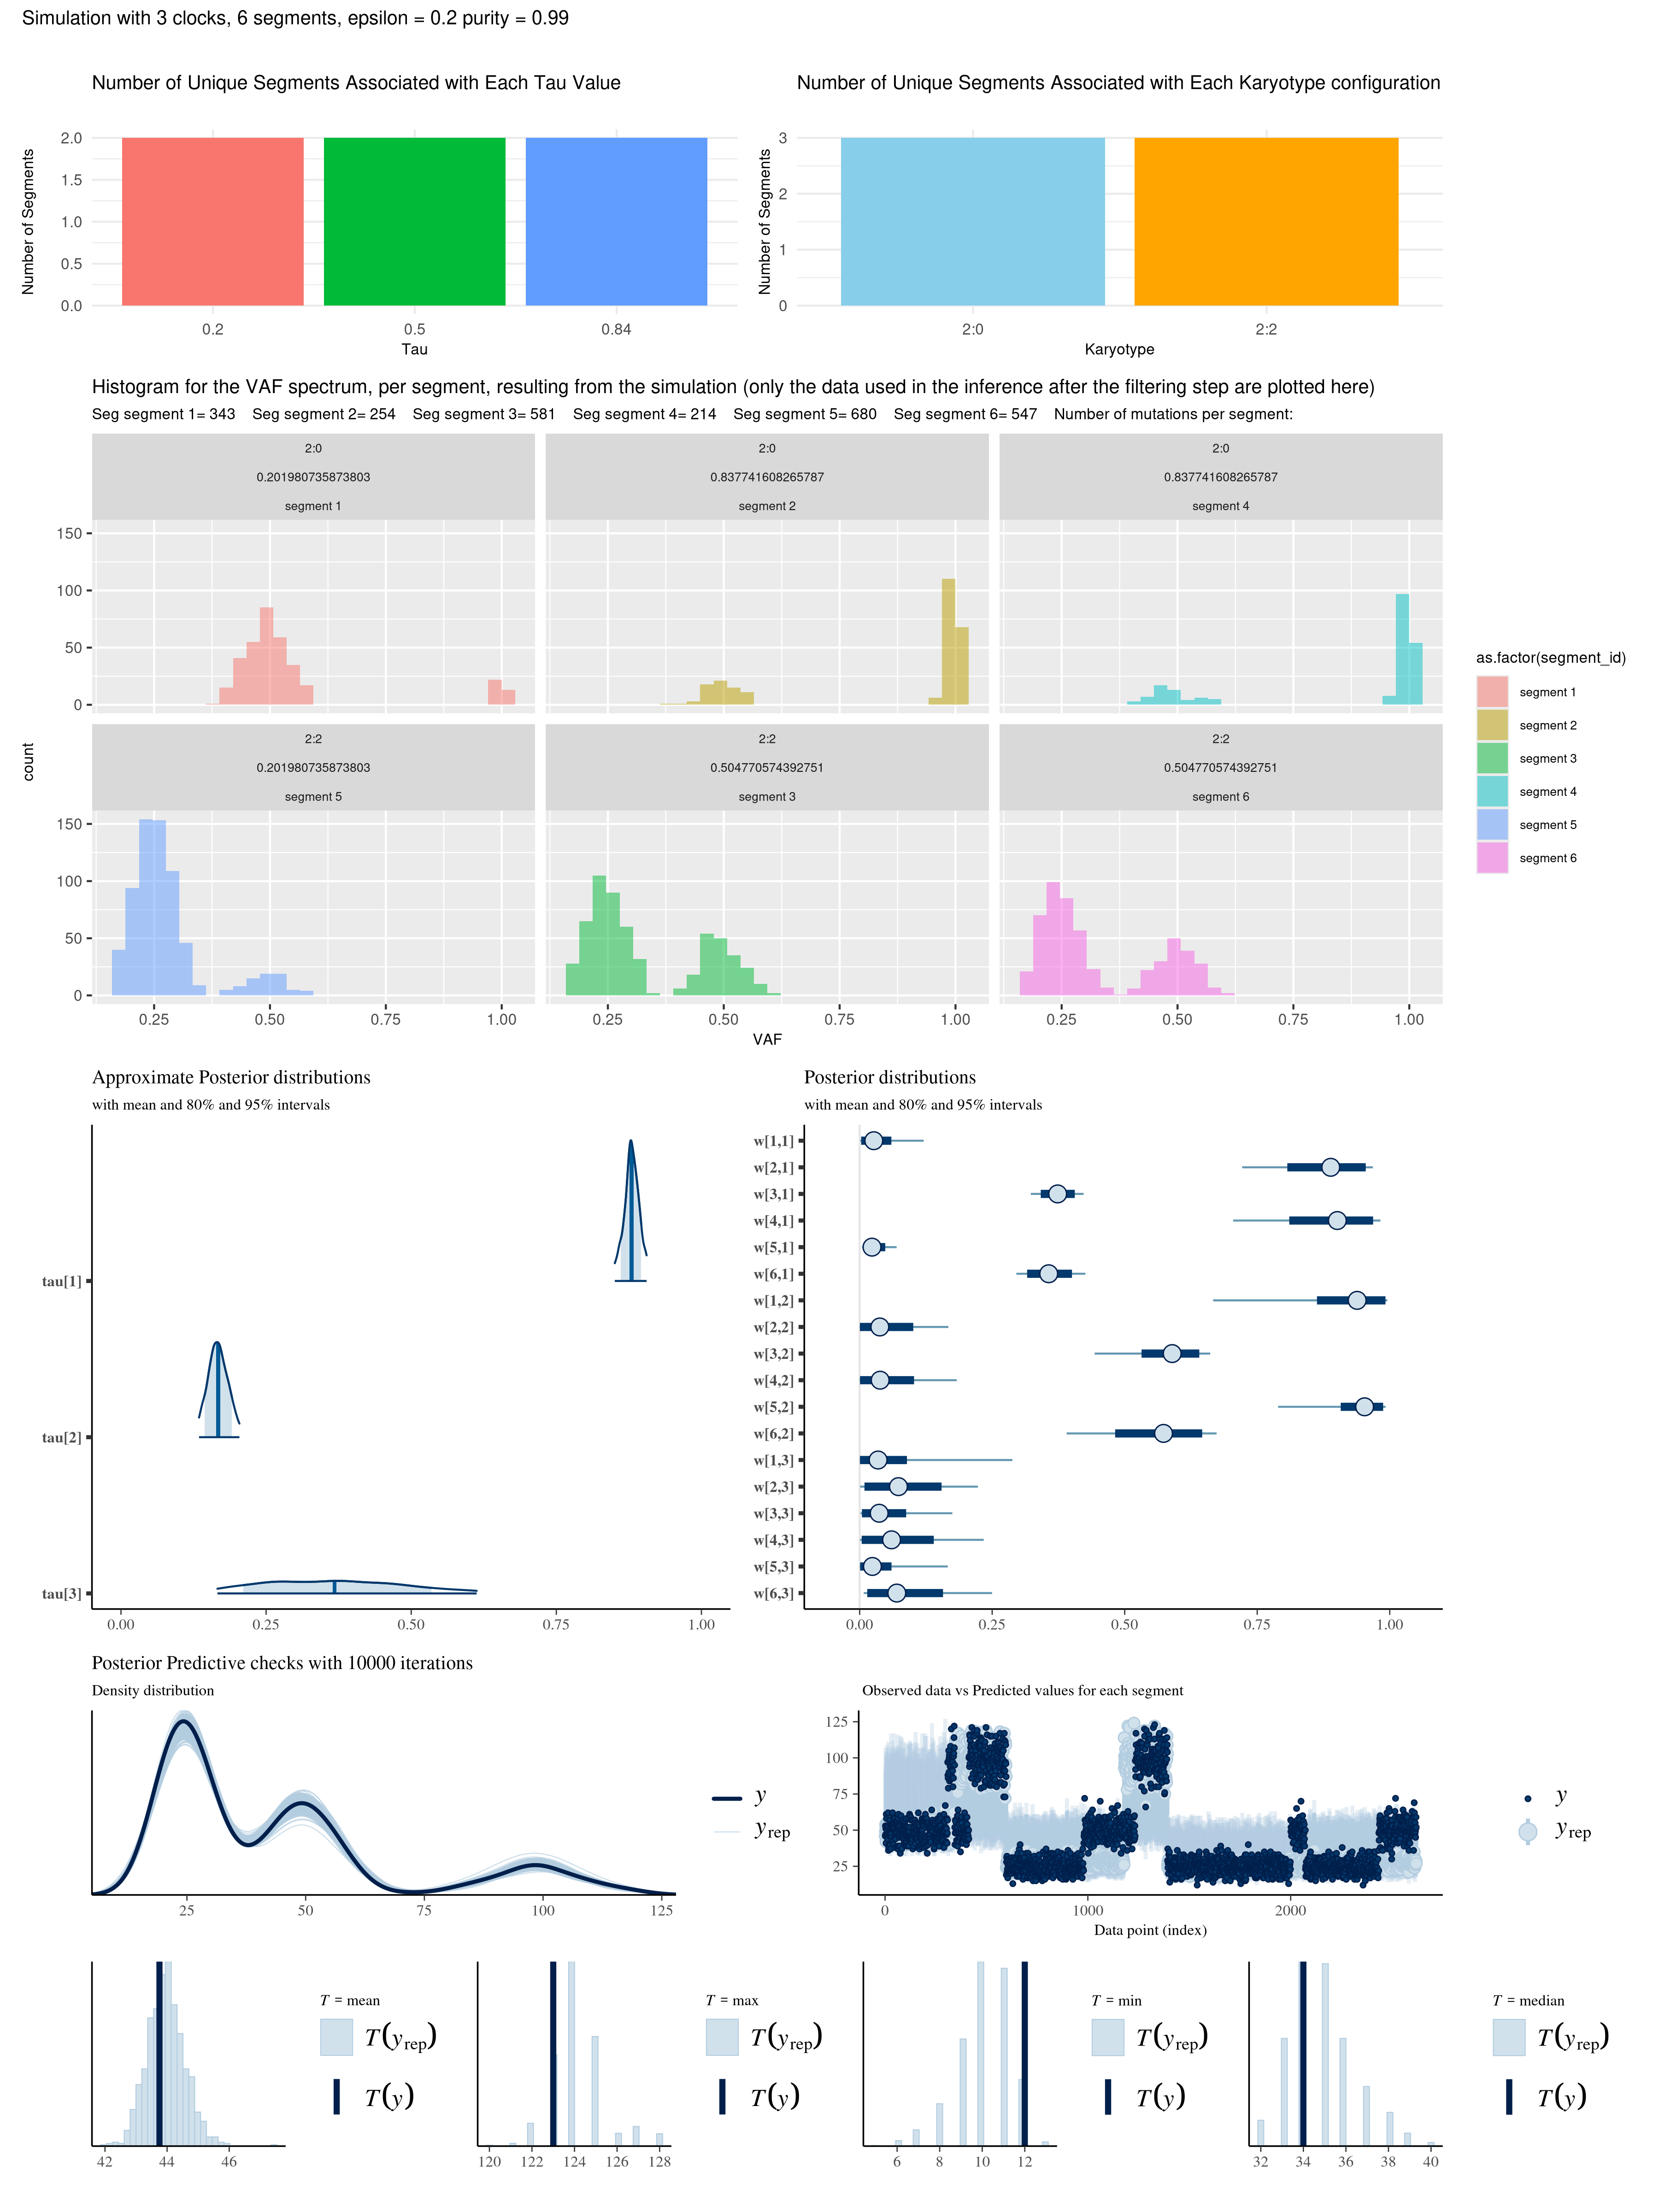 Simulation with 3 clocks, 6 segments, epsilon = 0.2 purity = 0.99
Number of Unique Segments Associated with Each Tau Value
Number of Segments
2.0
1.5
1.0
0.5
0.0
0.2 0.5 0.84
Tau
Number of Unique Segments Associated with Each Karyotype configuration
Number of Segments
3
2
1
0
2:0 2:2
Karyotype
Histogram for the VAF spectrum, per segment, resulting from the simulation (only the data used in the inference after the filtering step are plotted here)
Seg segment 1= 343 Seg segment 2= 254 Seg segment 3= 581 Seg segment 4= 214 Seg segment 5= 680 Seg segment 6= 547 Number of mutations per segment:
2:0 2:0 2:0
0.201980735873803 0.837741608265787 0.837741608265787
segment 1 segment 2 segment 4
150
100
50
0
count
2:2 2:2 2:2
0.201980735873803 0.504770574392751 0.504770574392751
segment 5 segment 3 segment 6
150
100
50
0
0.25 0.50 0.75 1.00 0.25 0.50 0.75 1.00 0.25 0.50 0.75 1.00
VAF
as.factor(segment_id)
segment 1
segment 2
segment 3
segment 4
segment 5
segment 6
Approximate Posterior distributions
with mean and 80% and 95% intervals
tau[1]
tau[2]
tau[3]
0.00 0.25 0.50 0.75 1.00
Posterior distributions
with mean and 80% and 95% intervals
w[1,1]
w[2,1]
w[3,1]
w[4,1]
w[5,1]
w[6,1]
w[1,2]
w[2,2]
w[3,2]
w[4,2]
w[5,2]
w[6,2]
w[1,3]
w[2,3]
w[3,3]
w[4,3]
w[5,3]
w[6,3]
0.00 0.25 0.50 0.75 1.00
Posterior Predictive checks with 10000 iterations
Density distribution
25 50 75 100 125
y
yrep
Observed data vs Predicted values for each segment
125
100
75
50
25
0 1000 2000
Data point (index)
y
yrep
42 44 46
T = mean
T(yrep)
T(y)
120 122 124 126 128
T = max
T(yrep)
T(y)
6 8 10 12
T = min
T(yrep)
T(y)
32 34 36 38 40
T = median
T(yrep)
T(y)